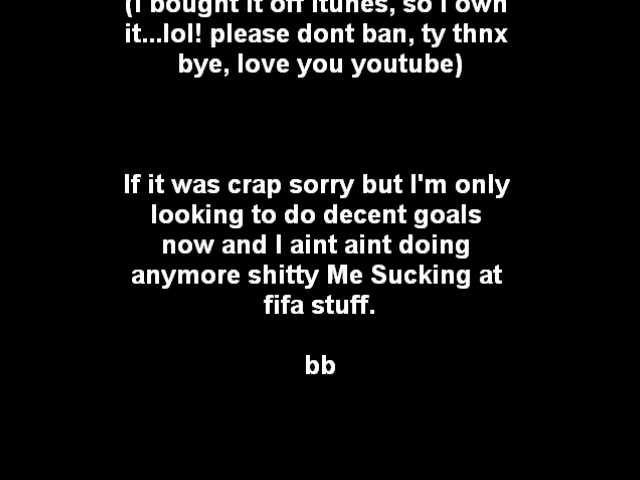 (I bought it off itunes, so I own
it...lol! please dont ban, ty thnx
bye, love you youtube)
If it was crap sorry but I'm only
looking to do decent goals
now and I aint aint doing
anymore shitty Me Sucking at
fifa stuff.
bb